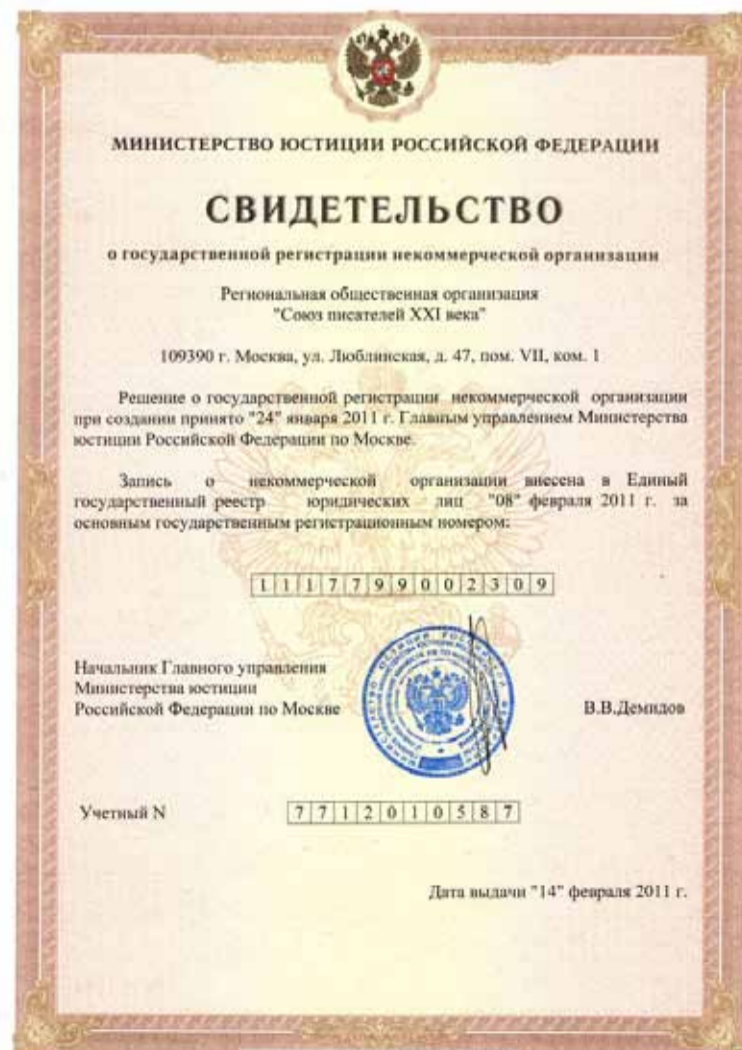 МИНИСТЕРСТВО ЮСТИЦИИ РОССИЙСКОЙ ФЕДЕРАЦИИ
СВИДЕТЕЛЬСТВО
о государственной регистрации некоммерческой организации
Региональная общественная организация
"Союз писателей XXI века"
109390 г. Москва, ул. Люблинская, д. 47, пом. VII, ком. 1
Решение о государственной регистрации некоммерческой организации
при создании принято "24" января 2011 г. Главным управлением Министерства
юстиции Российской Федерации по Москве.
Запись о некоммерческой организации внесена в Единый
государственный реестр юридических лиц "08" февраля 2011 г. за
основным государственным регистрационным номером:
1117799002309
Начальник Главного управления
Министерства юстиции
Российской Федерации по Москве
В.В.Демидов
Учетный N 7712010587
Дата выдачи "14" февраля 2011 г.